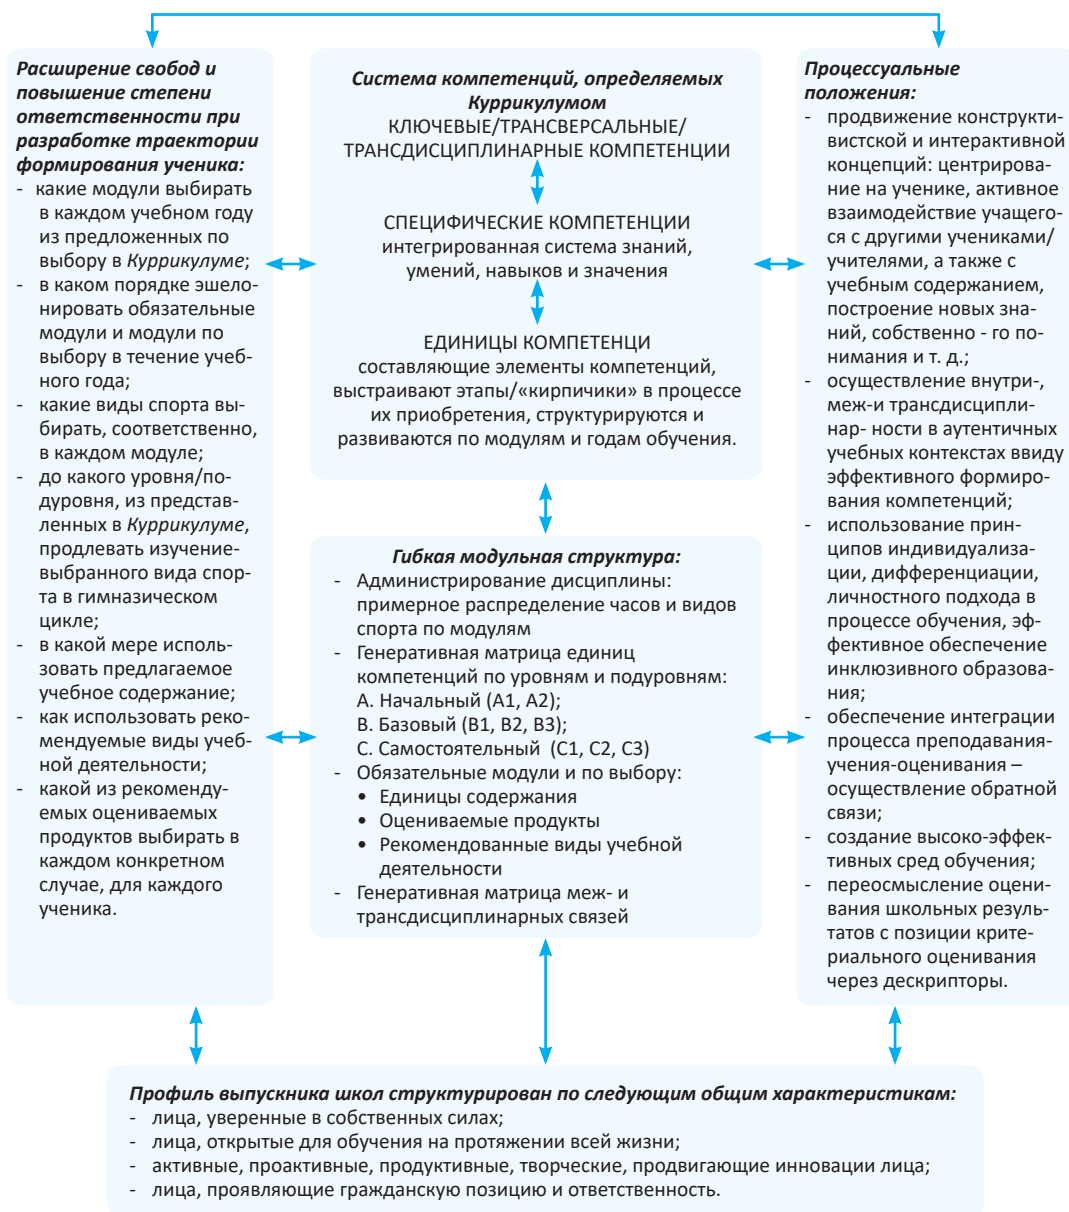 Расширение свобод и
повышение степени
ответственности при
разработке траектории
формирования ученика:
- какие модули выбирать
в каждом учебном году
из предложенных по
выбору в Куррикулуме;
- в каком порядке эшело-
нировать обязательные
модули и модули по
выбору в течение учеб-
ного года;
- какие виды спорта вы-
бирать, соответственно,
в каждом модуле;
- до какого уровня/по-
дуровня, из представ-
ленных в Куррикулуме,
продлевать изучение-
выбранного вида спор-
та в гимназическом
цикле;
- в какой мере исполь-
зовать предлагаемое
учебное содержание;
- как использовать реко-
мендуемые виды учеб-
ной деятельности;
- какой из рекоменду-
емых оцениваемых
продуктов выбирать в
каждом конкретном
случае, для каждого
ученика.
Система компетенций, определяемых
Куррикулумом
КЛЮЧЕВЫЕ/ТРАНСВЕРСАЛЬНЫЕ/
ТРАНСДИСЦИПЛИНАРНЫЕ КОМПЕТЕНЦИИ
СПЕЦИФИЧЕСКИЕ КОМПЕТЕНЦИИ
интегрированная система знаний,
умений, навыков и значения
ЕДИНИЦЫ КОМПЕТЕНЦИ
составляющие элементы компетенций,
выстраивают этапы/«кирпичики» в процессе
их приобретения, структурируются и
развиваются по модулям и годам обучения.
Гибкая модульная структура:
- Администрирование дисциплины:
примерное распределение часов и видов
спорта по модулям
- Генеративная матрица единиц
компетенций по уровням и подуровням:
A. Начальный (A1, A2);
B. Базовый (B1, B2, B3);
C. Самостоятельный (C1, C2, C3)
- Обязательные модули и по выбору:
• Единицы содержания
• Оцениваемые продукты
• Рекомендованные виды учебной
деятельности
- Генеративная матрица меж- и
трансдисциплинарных связей
Процессуальные
положения:
- продвижение конструкти-
вистской и интерактивной
концепций: центрирова-
ние на ученике, активное
взаимодействие учащего-
ся с другими учениками/
учителями, а также с
учебным содержанием,
построение новых зна-
ний, собственно - го по-
нимания и т. д.;
- осуществление внутри-,
меж-и трансдисципли-
нар- ности в аутентичных
учебных контекстах ввиду
эффективного формиро-
вания компетенций;
- использование прин-
ципов индивидуализа-
ции, дифференциации,
личностного подхода в
процессе обучения, эф-
фективное обеспечение
инклюзивного образова-
ния;
- обеспечение интеграции
процесса преподавания-
учения-оценивания –
осуществление обратной
связи;
- создание высоко-эффек-
тивных сред обучения;
- переосмысление оцени-
вания школьных резуль-
татов с позиции крите-
риального оценивания
через дескрипторы.
Профиль выпускника школ структурирован по следующим общим характеристикам:
- лица, уверенные в собственных силах;
- лица, открытые для обучения на протяжении всей жизни;
- активные, проактивные, продуктивные, творческие, продвигающие инновации лица;
- лица, проявляющие гражданскую позицию и ответственность.